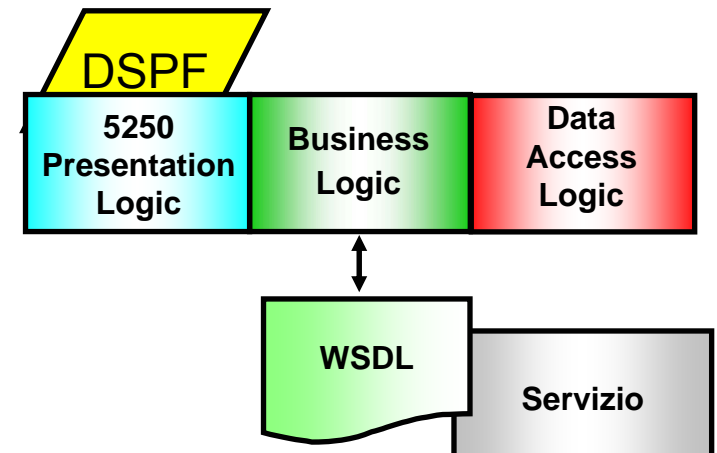 DSPF
5250
Presentation
Logic
Business
Logic
Data
Access
Logic
WSDL
Servizio